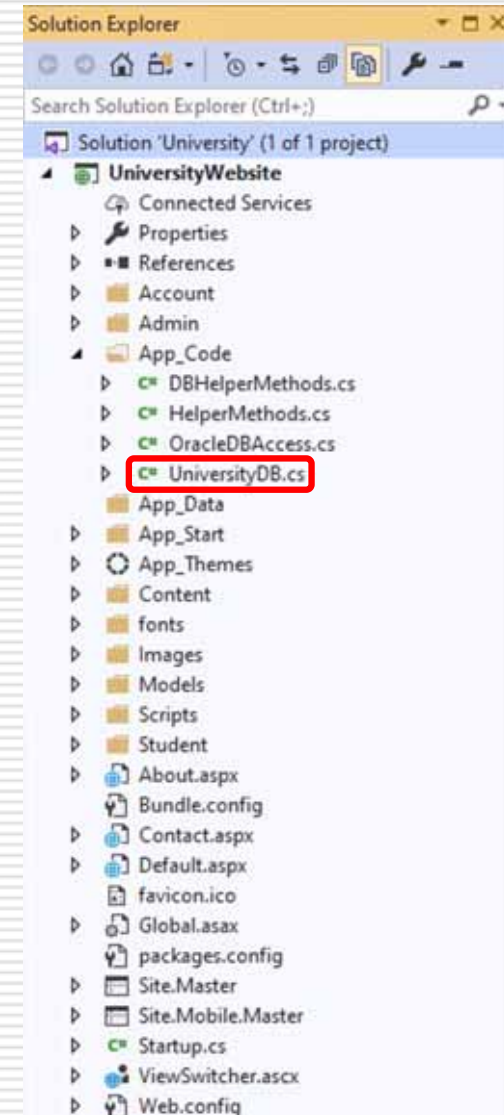 Solution Explorer
Search Solution Explorer (Ctrl+;)
Solution 'University' (1 of 1 project)
UniversityWebsite
Connected Services
Properties
References
Account
Admin
App_Code
C# DBHelperMethods.cs
C# HelperMethods.cs
C# OracleDBAccess.cs
C# UniversityDB.cs
App_Data
App_Start
App_Themes
Content
fonts
Images
Models
Scripts
Student
About.aspx
Bundle.config
Contact.aspx
Default.aspx
favicon.ico
Global.asax
packages.config
Site.Master
Site.Mobile.Master
C# Startup.cs
ViewSwitcher.ascx
Web.config